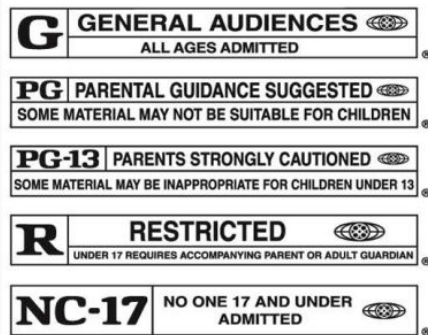 G GENERAL AUDIENCES
ALL AGES ADMITTED
®
PG PARENTAL GUIDANCE SUGGESTED
SOME MATERIAL MAY NOT BE SUITABLE FOR CHILDREN
®
PG-13 PARENTS STRONGLY CAUTIONED
SOME MATERIAL MAY BE INAPPROPRIATE FOR CHILDREN UNDER 13
®
R RESTRICTED
UNDER 17 REQUIRES ACCOMPANYING PARENT OR ADULT GUARDIAN
®
NC-17 NO ONE 17 AND UNDER
ADMITTED
®